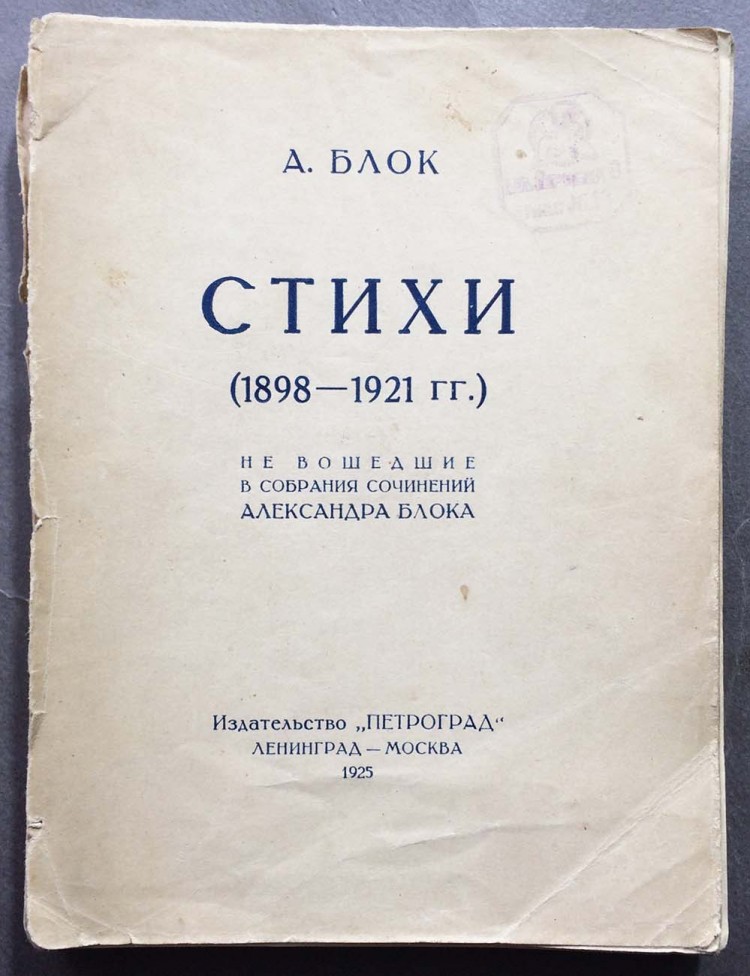 А. БЛОК
СТИХИ
(1898—1921 гг.)
НЕ ВОШЕДШИЕ
В СОБРАНИЯ СОЧИНЕНИЙ
АЛЕКСАНДРА БЛОКА
Издательство „ПЕТРОГРАД“
ЛЕНИНГРАД — МОСКВА
1925